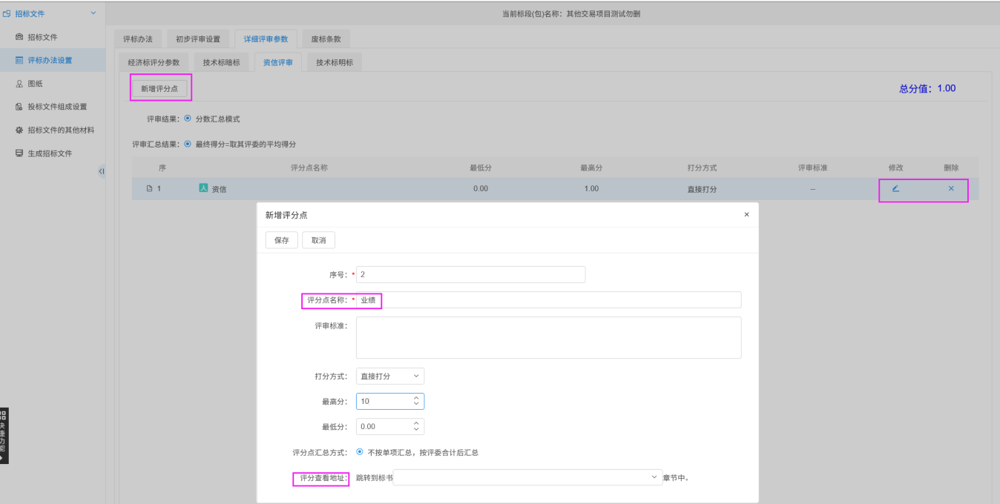 招标文件
当前标段(包)名称：其他交易项目测试勿删
招标文件
评标办法设置
图纸
投标文件组成设置
招标文件的其他材料
生成招标文件
评标办法 初步评审设置 详细评审参数 废标条款
经济标评分参数 技术标暗标 资信评审 技术标明标
新增评分点 总分值：1.00
评审结果： 分数汇总模式
评审汇总结果： 最终得分=取其评委的平均得分
序 评分点名称 最低分 最高分 打分方式 评审标准 修改 删除
1 人 资信 0.00 1.00 直接打分 --
新增评分点 ×
保存 取消
序号：* 2
评分点名称：* 业绩
评审标准：
打分方式： 直接打分
最高分： 10
最低分： 0.00
评分点汇总方式： 不按单项汇总，按评委合计后汇总
评分查看地址： 跳转到标书 章节中。